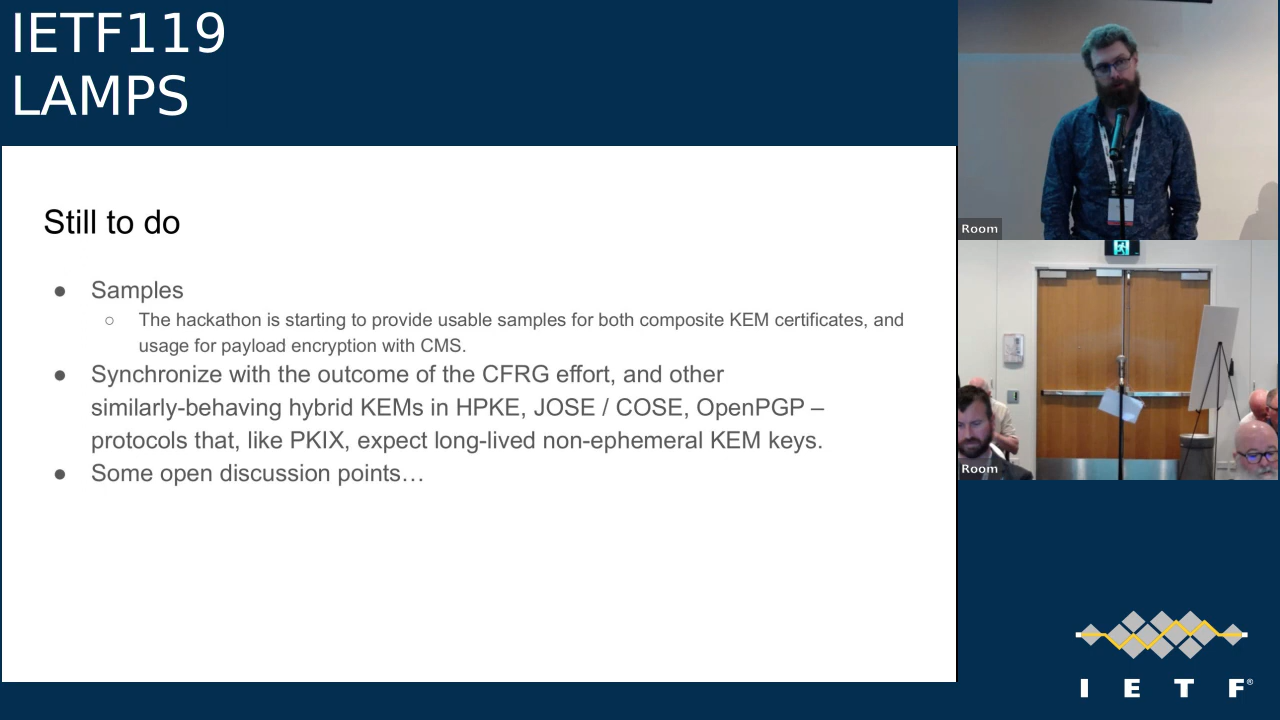 IETF119
LAMPS
Still to do
● Samples
○ The hackathon is starting to provide usable samples for both composite KEM certificates, and
usage for payload encryption with CMS.
● Synchronize with the outcome of the CFRG effort, and other
similarly-behaving hybrid KEMs in HPKE, JOSE / COSE, OpenPGP –
protocols that, like PKIX, expect long-lived non-ephemeral KEM keys.
● Some open discussion points…
Room
Room
I E T F®